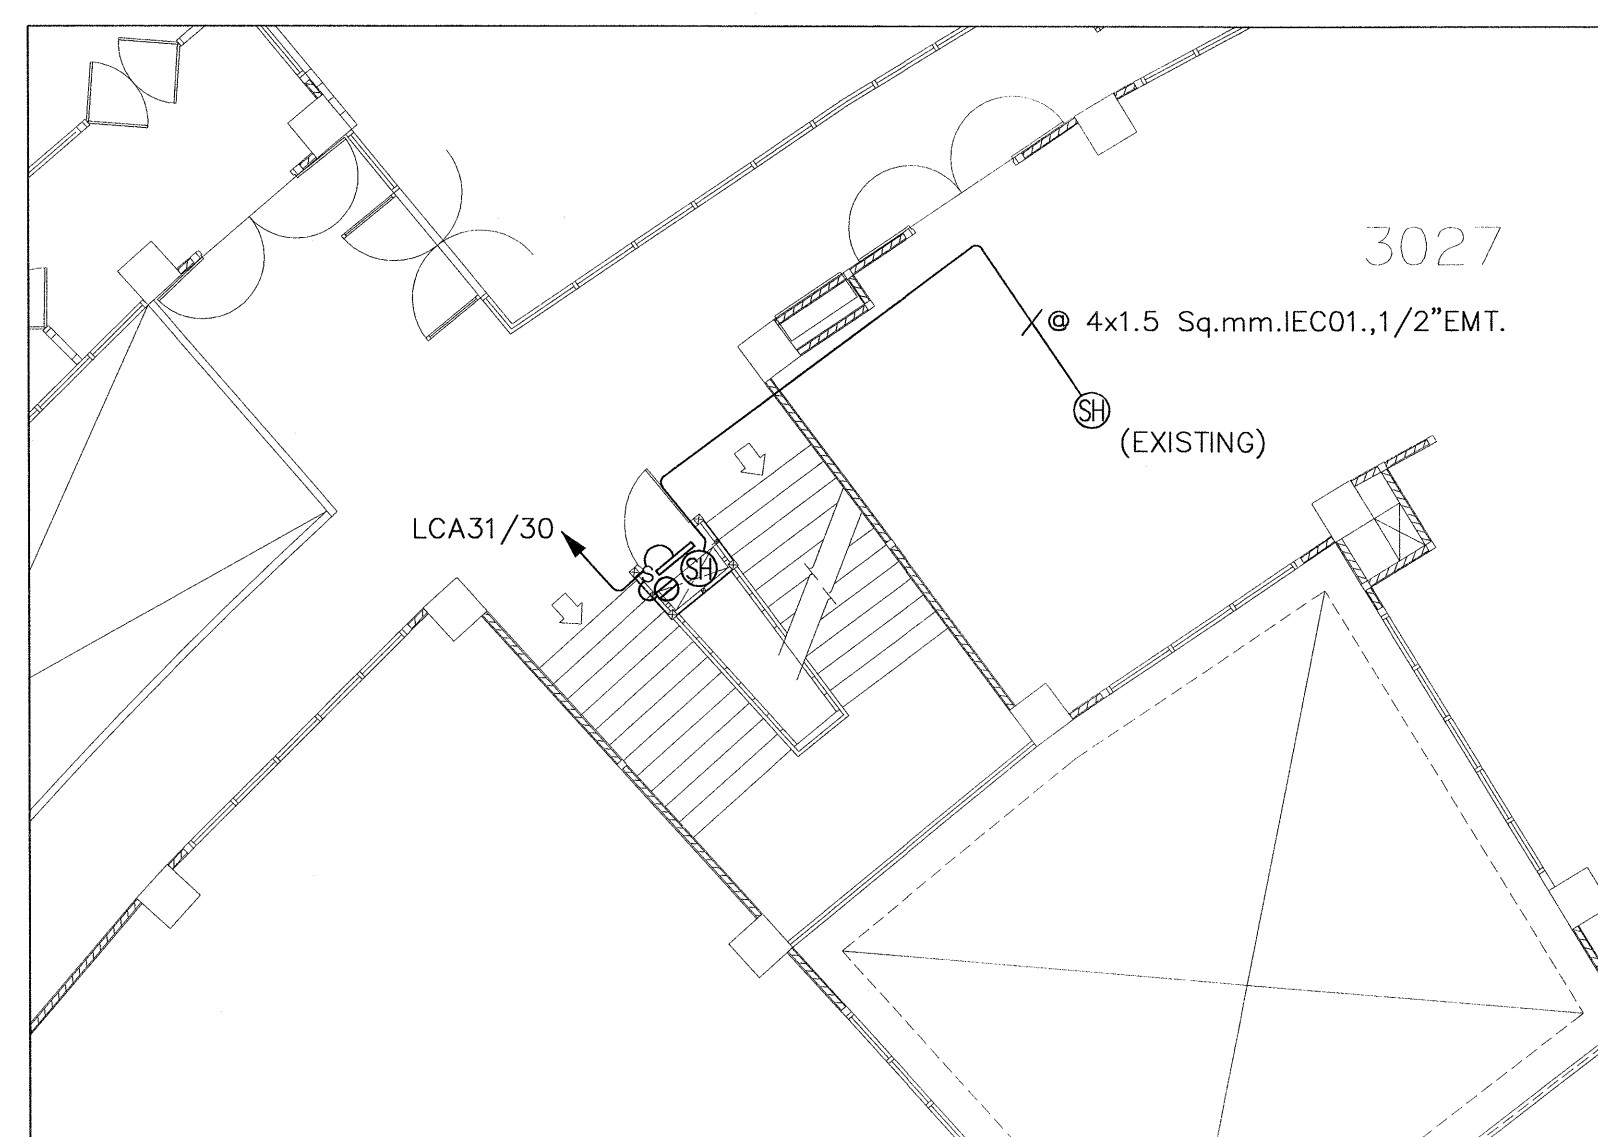 3027
@ 4x1.5 Sq.mm.IEC01.,1/2”EMT.
SH
(EXISTING)
LCA31/30
S
SH